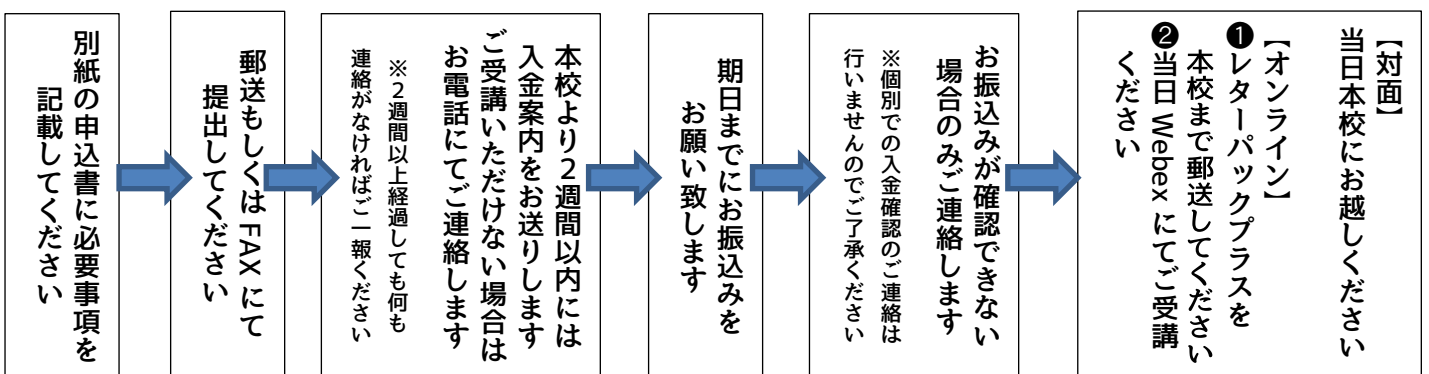 別紙の申込書に必要事項を
記載してください
郵送もしくは FAX にて
提出してください
本校より2週間以内には
入金案内をお送りします
ご受講いただけない場合は
お電話にてご連絡します
※2週間以上経過しても何も
連絡がなければご一報ください
期日までにお振込みを
お願い致します
お振込みが確認できない
場合のみご連絡します
※個別での入金確認のご連絡は
行いませんのでご了承ください
【対面】
当日本校にお越しください
【オンライン】
❶レターパックプラスを
本校まで郵送してください
❷当日 Webex にてご受講
ください